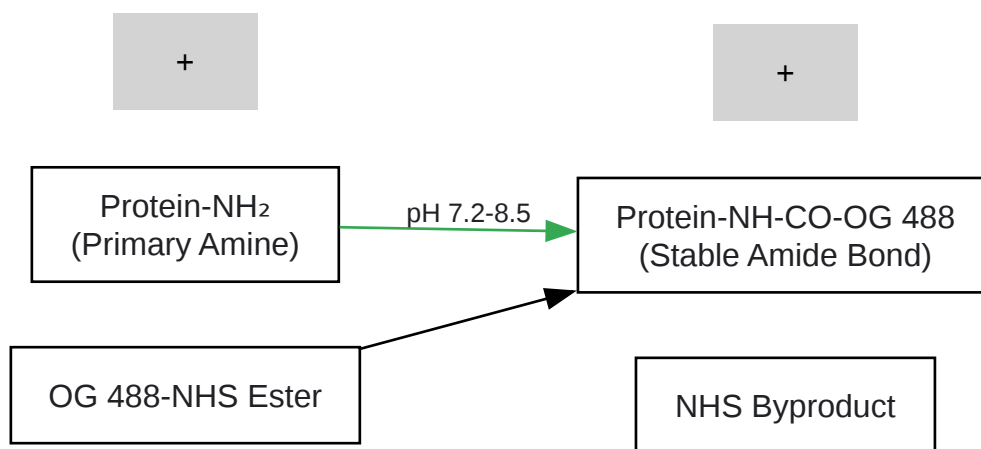 +
+
Protein-NH₂
(Primary Amine)
pH 7.2-8.5
Protein-NH-CO-OG 488
(Stable Amide Bond)
OG 488-NHS Ester
NHS Byproduct